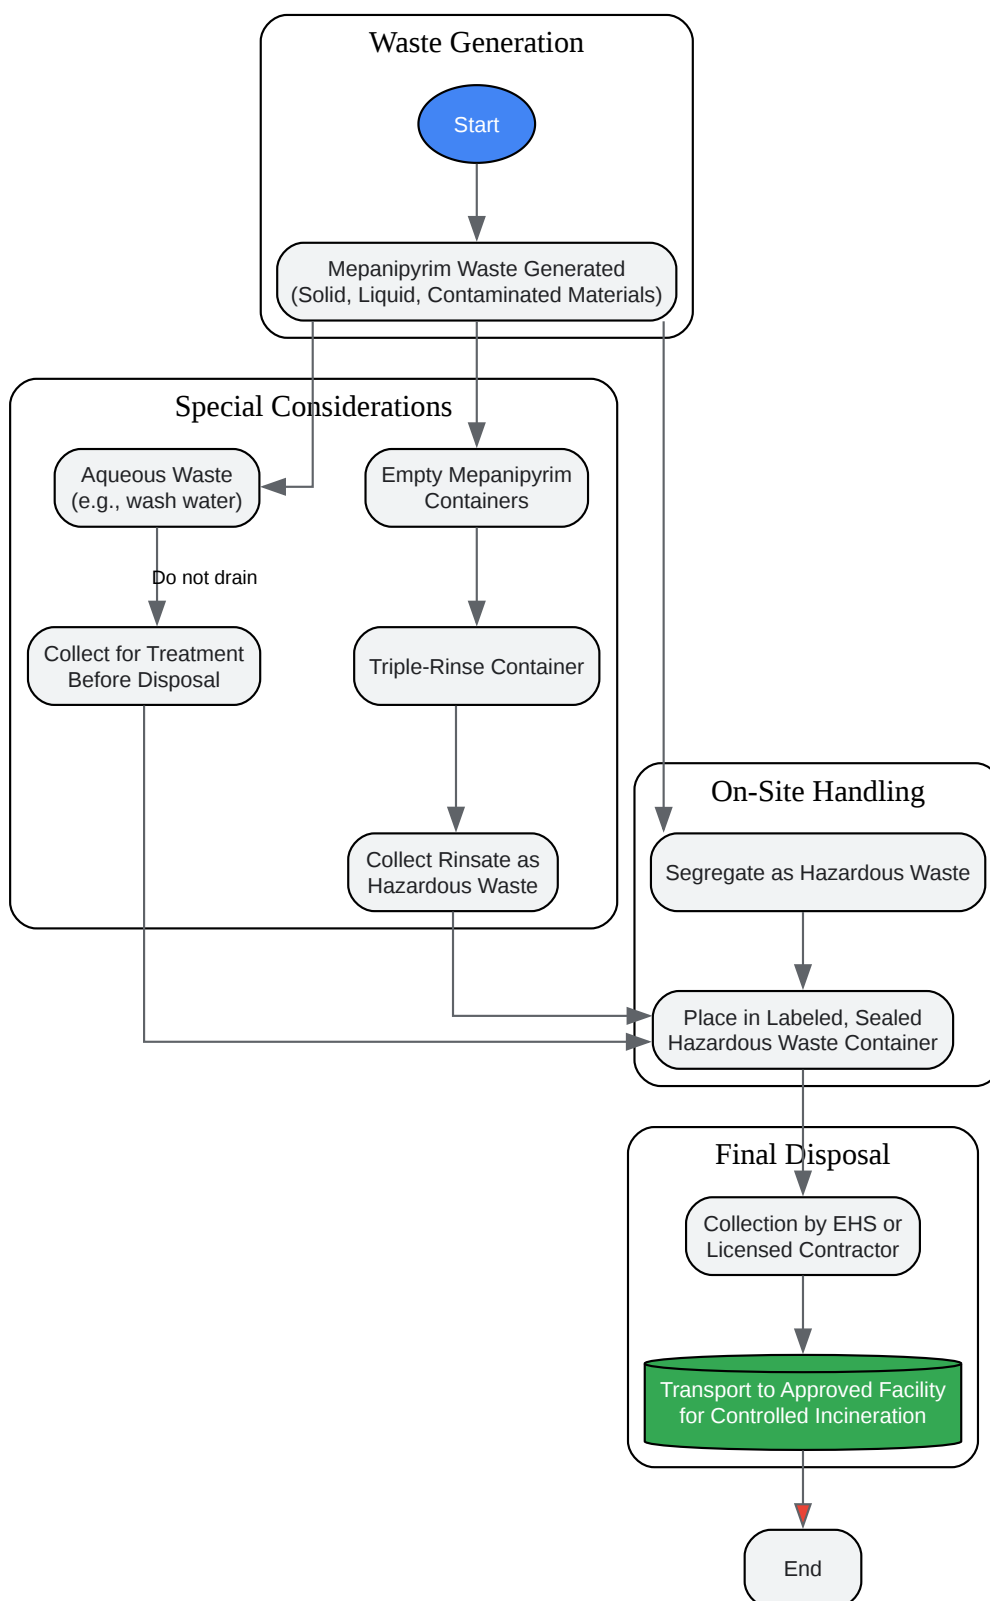 Waste Generation
Start
Mepanipyrim Waste Generated
(Solid, Liquid, Contaminated Materials)
Special Considerations
Aqueous Waste
(e.g., wash water)
Empty Mepanipyrim
Containers
Do not drain
Collect for Treatment
Before Disposal
Triple-Rinse Container
On-Site Handling
Collect Rinsate as
Hazardous Waste
Segregate as Hazardous Waste
Place in Labeled, Sealed
Hazardous Waste Container
Final Disposal
Collection by EHS or
Licensed Contractor
Transport to Approved Facility
for Controlled Incineration
End